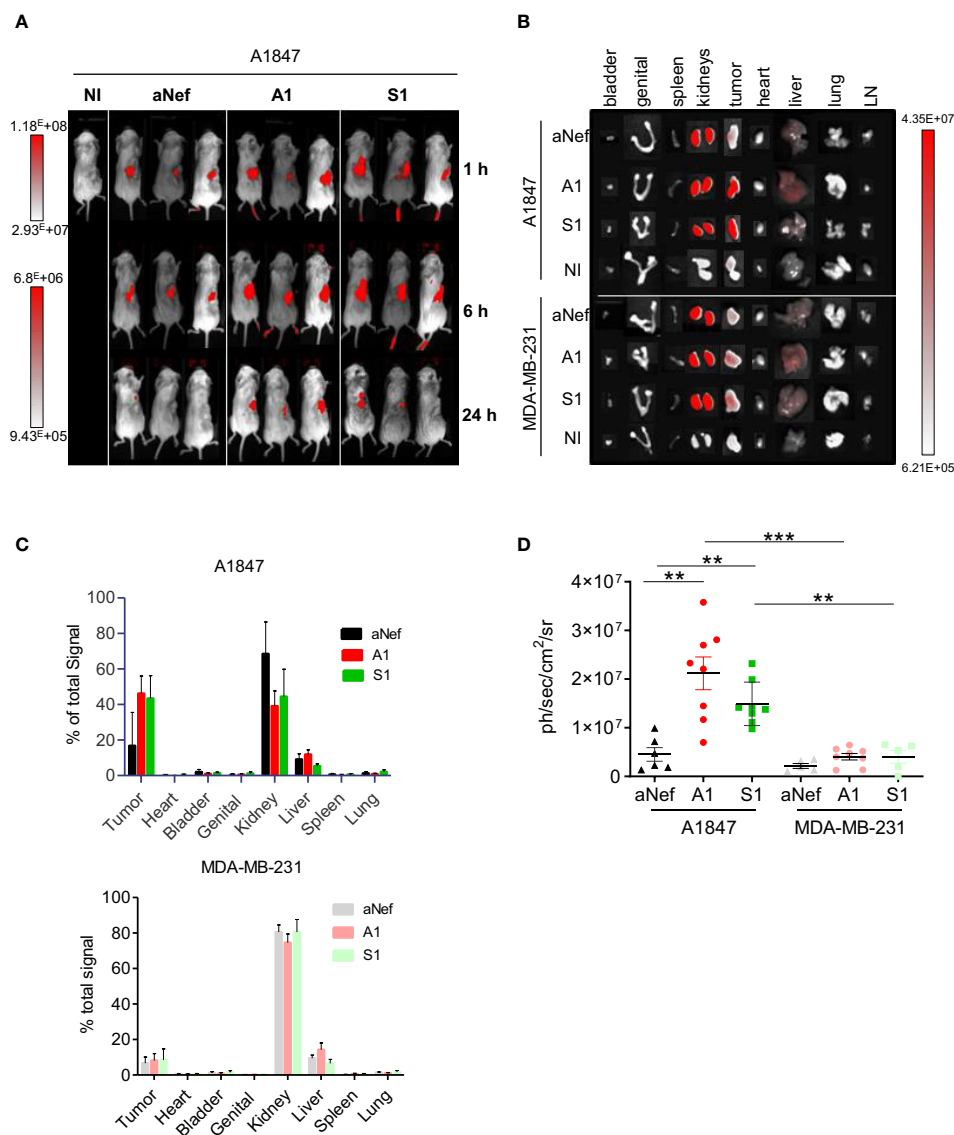 A
A1847
NI aNef A1 S1
1.18E+08
2.93E+07
6.8E+06
9.43E+05
1 h
6 h
24 h
B
bladder genital spleen kidneys tumor heart liver lung LN
A1847
aNef
A1
S1
NI
MDA-MB-231
aNef
A1
S1
NI
4.35E+07
6.21E+05
C
A1847
% of total Signal
100
80
60
40
20
0
aNef
A1
S1
Tumor Heart Bladder Genital Kidney Liver Spleen Lung
MDA-MB-231
% total signal
100
80
60
40
20
0
aNef
A1
S1
Tumor Heart Bladder Genital Kidney Liver Spleen Lung
D
***
**
**
**
ph/sec/cm²/sr
4×10⁷
3×10⁷
2×10⁷
1×10⁷
0
aNef A1 S1 aNef A1 S1
A1847 MDA-MB-231